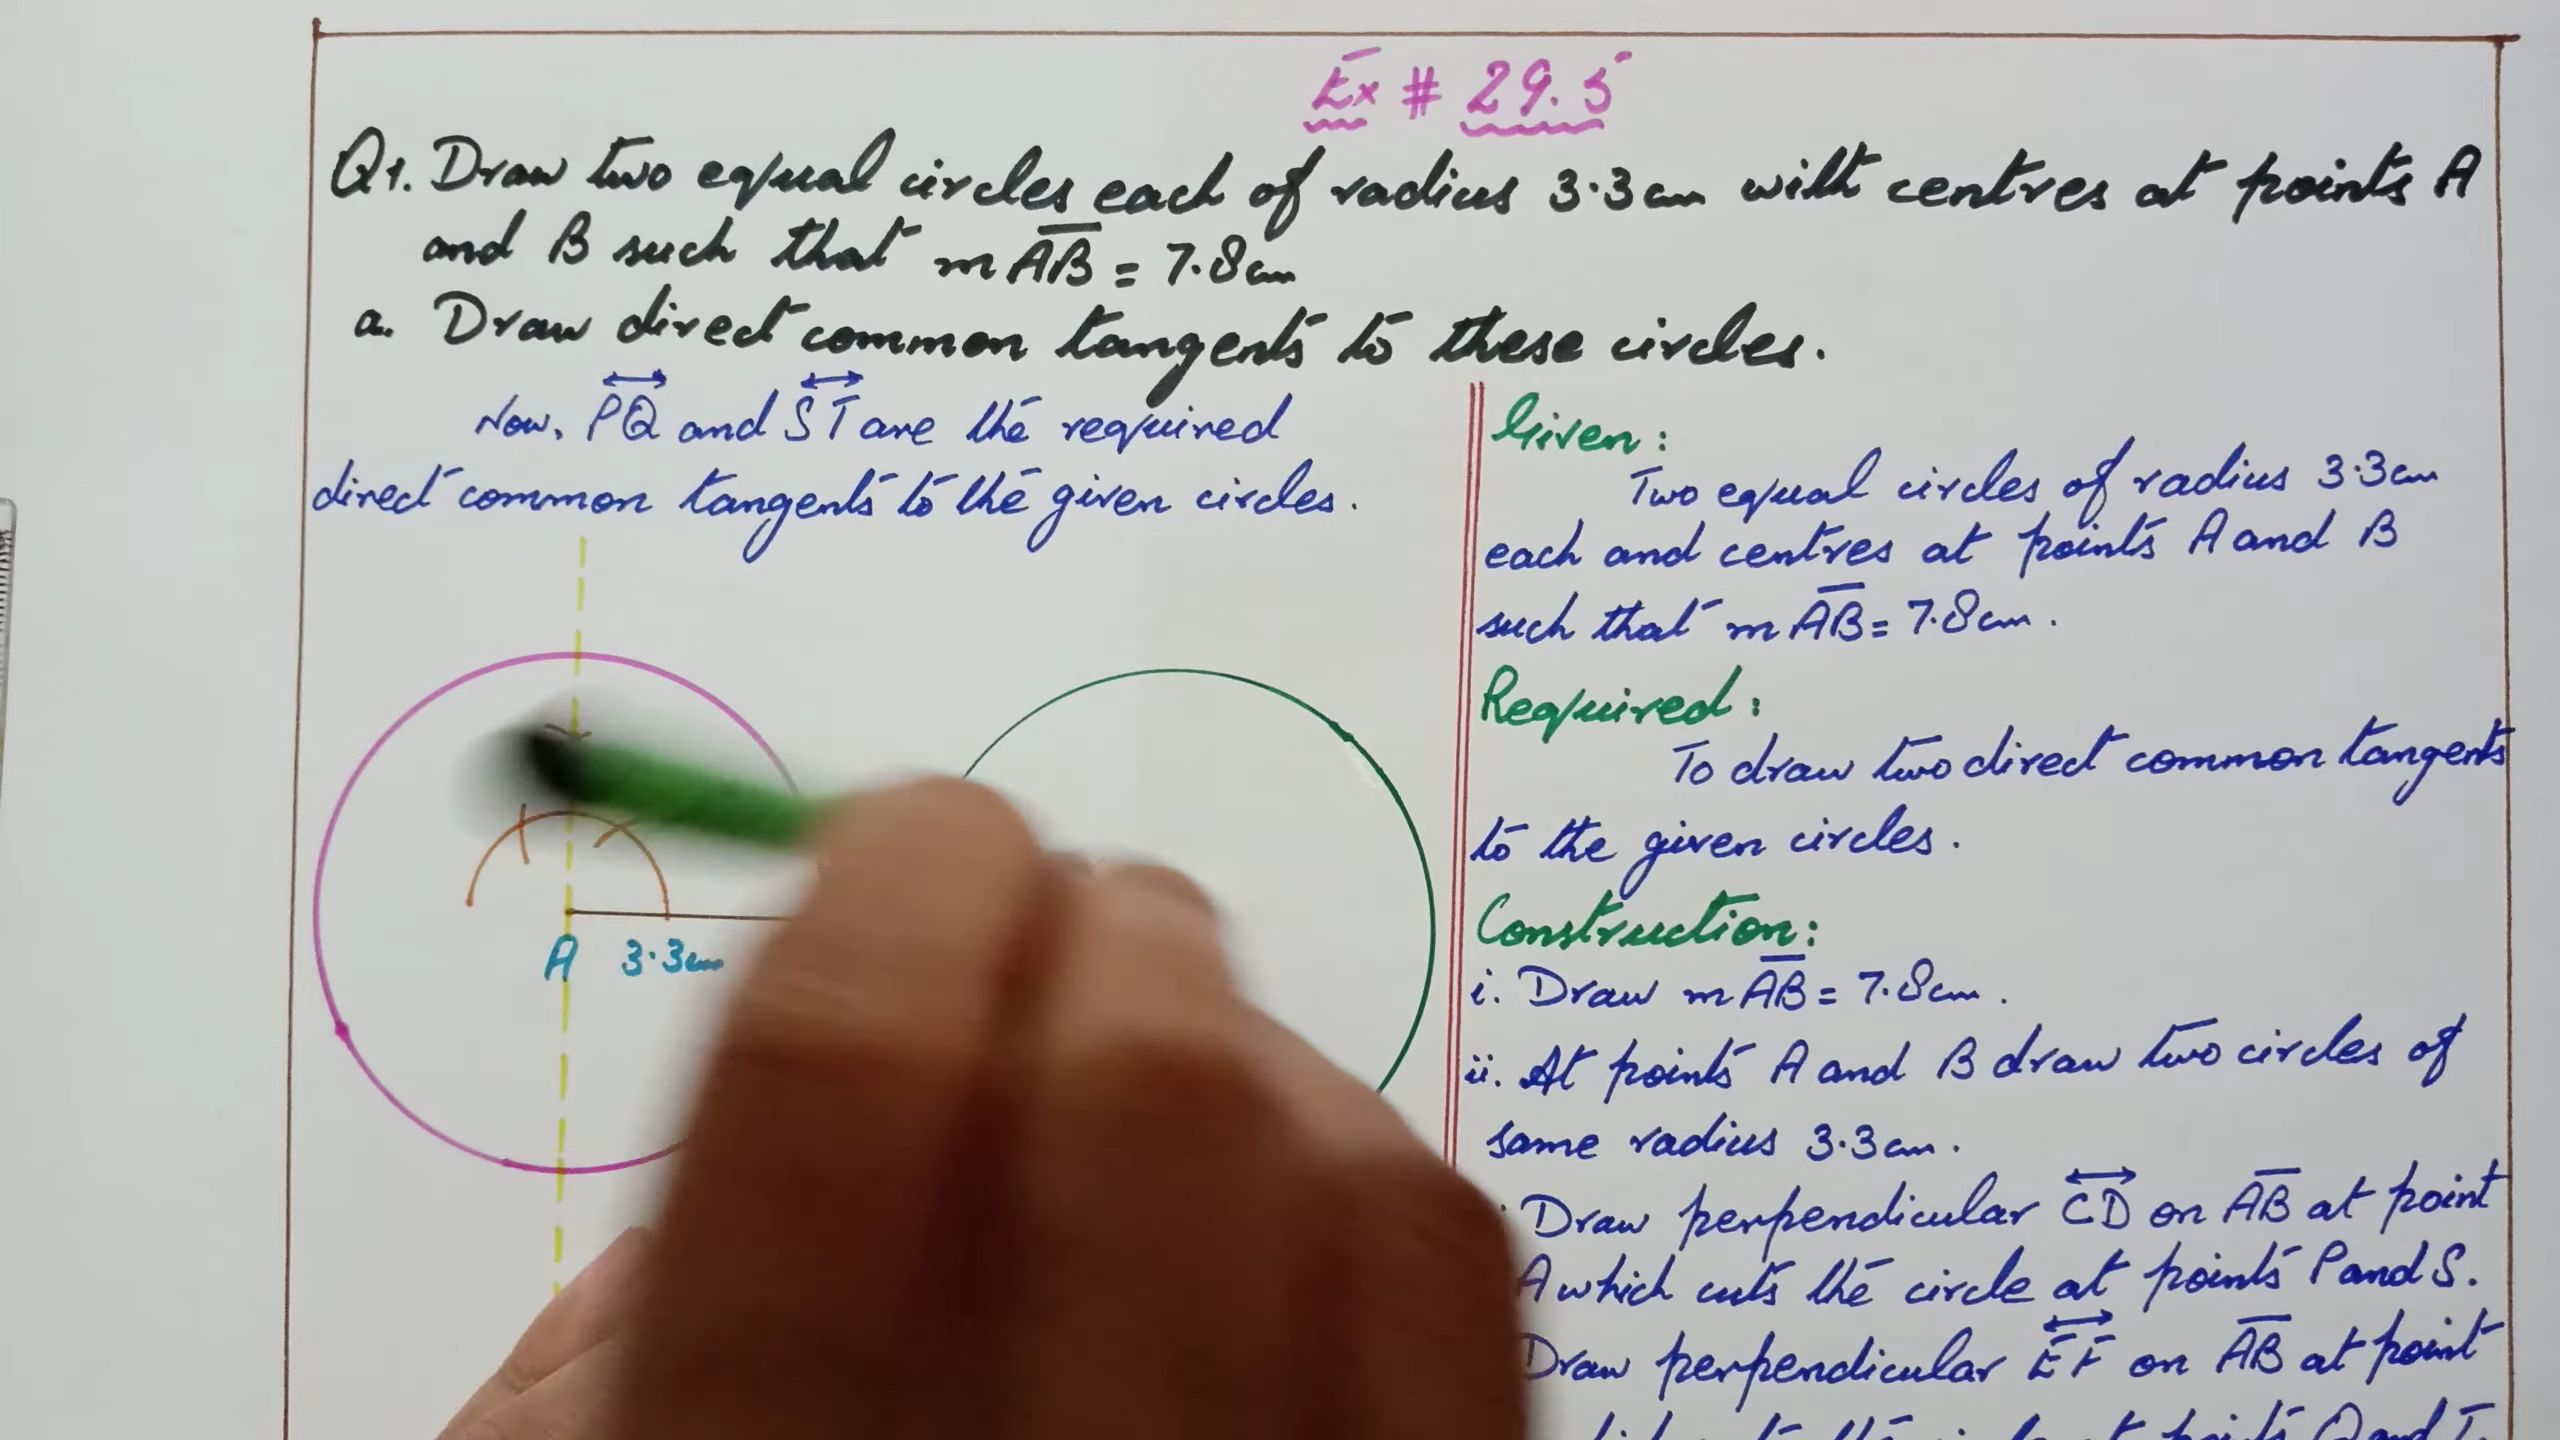 Ex # 29.5
Q1. Draw two equal circles each of radius 3.3cm with centres at points A
and B such that mAB = 7.8cm
a. Draw direct common tangents to these circles.
Now, PQ and ST are the required
direct common tangents to the given circles.
A 3.3cm
Given:
Two equal circles of radius 3.3cm
each and centres at points A and B
such that mAB = 7.8cm.
Required:
To draw two direct common tangents
to the given circles.
Construction:
i. Draw mAB = 7.8cm.
ii. At points A and B draw two circles of
same radius 3.3cm.
Draw perpendicular CD on AB at point
A which cuts the circle at points P and S.
Draw perpendicular EF on AB at point
the circle at points Q and T.